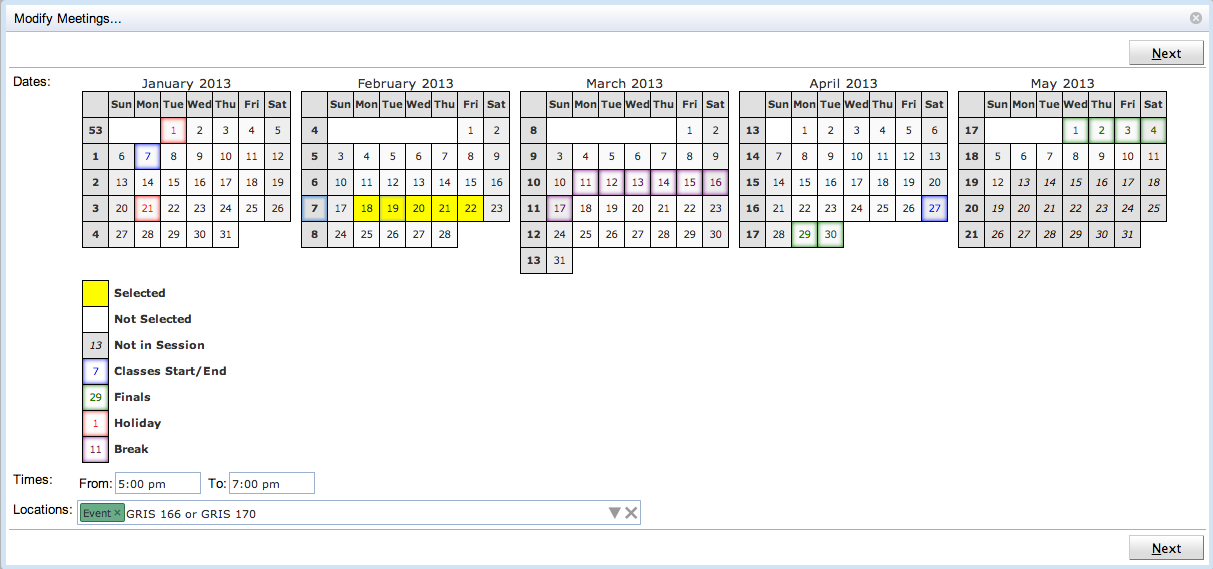 Modify Meetings...
Next
Dates:
January 2013 February 2013 March 2013 April 2013 May 2013
Sun Mon Tue Wed Thu Fri Sat Sun Mon Tue Wed Thu Fri Sat Sun Mon Tue Wed Thu Fri Sat Sun Mon Tue Wed Thu Fri Sat Sun Mon Tue Wed Thu Fri Sat
53 1 2 3 4 5 4 1 2 8 1 2 13 1 2 3 4 5 6 17 1 2 3 4
1 6 7 8 9 10 11 12 5 3 4 5 6 7 8 9 9 3 4 5 6 7 8 9 14 7 8 9 10 11 12 13 18 5 6 7 8 9 10 11
2 13 14 15 16 17 18 19 6 10 11 12 13 14 15 16 10 10 11 12 13 14 15 16 15 14 15 16 17 18 19 20 19 12 13 14 15 16 17 18
3 20 21 22 23 24 25 26 7 17 18 19 20 21 22 23 11 17 18 19 20 21 22 23 16 21 22 23 24 25 26 27 20 19 20 21 22 23 24 25
4 27 28 29 30 31 8 24 25 26 27 28 12 24 25 26 27 28 29 30 17 28 29 30 21 26 27 28 29 30 31
13 31
Selected
Not Selected
13 Not in Session
7 Classes Start/End
29 Finals
1 Holiday
11 Break
Times: From: 5:00 pm To: 7:00 pm
Locations: Event × GRIS 166 or GRIS 170
Next